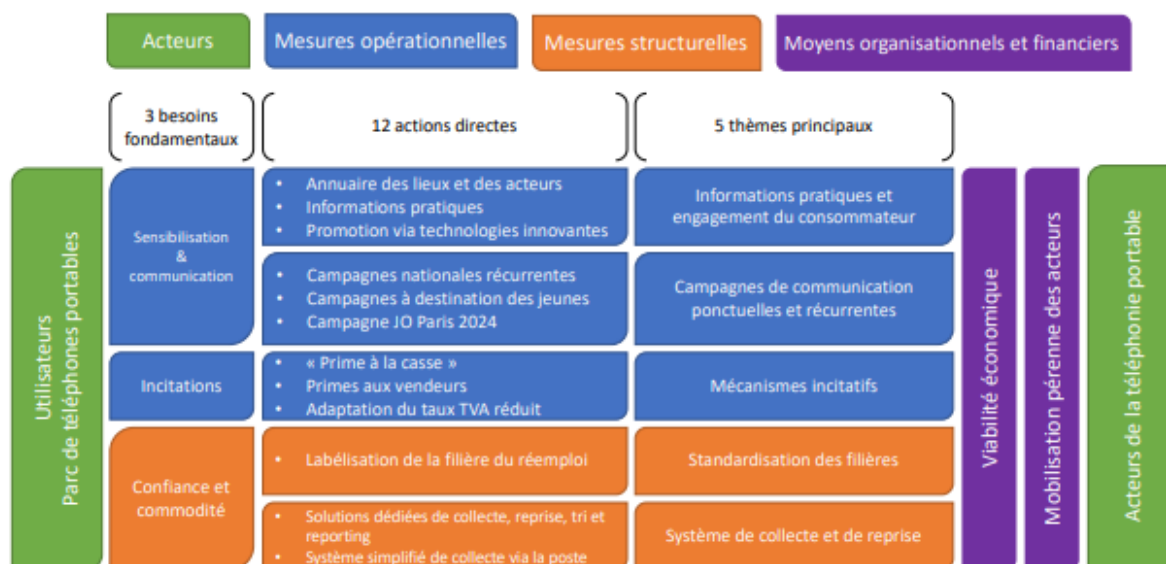 Acteurs
Mesures opérationnelles
Mesures structurelles
Moyens organisationnels et financiers
3 besoins
fondamentaux
12 actions directes
5 thèmes principaux
Utilisateurs
Parc de téléphones portables
Sensibilisation
&
communication
• Annuaire des lieux et des acteurs
• Informations pratiques
• Promotion via technologies innovantes
Informations pratiques et
engagement du consommateur
• Campagnes nationales récurrentes
• Campagnes à destination des jeunes
• Campagne JO Paris 2024
Campagnes de communication
ponctuelles et récurrentes
Incitations
• « Prime à la casse »
• Primes aux vendeurs
• Adaptation du taux TVA réduit
Mécanismes incitatifs
Confiance et
commodité
• Labélisation de la filière du réemploi
Standardisation des filières
• Solutions dédiées de collecte, reprise, tri et
reporting
• Système simplifié de collecte via la poste
Système de collecte et de reprise
Viabilité économique
Mobilisation pérenne des acteurs
Acteurs de la téléphonie portable